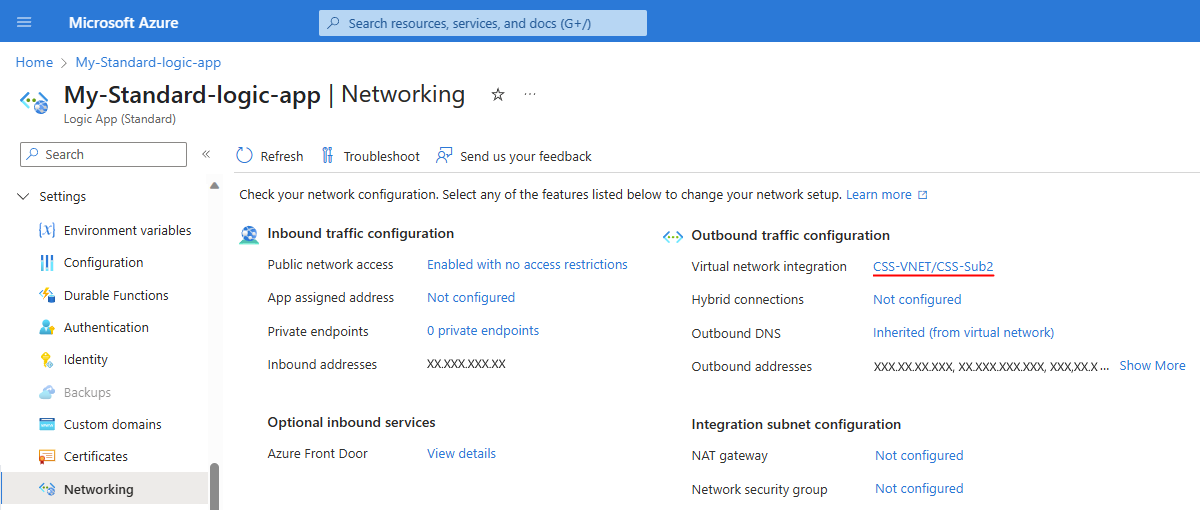 Microsoft Azure
Search resources, services, and docs (G+/)
Home > My-Standard-logic-app
My-Standard-logic-app | Networking
Logic App (Standard)
Search
Refresh Troubleshoot Send us your feedback
Settings
Environment variables
Configuration
Durable Functions
Authentication
Identity
Backups
Custom domains
Certificates
Networking
Check your network configuration. Select any of the features listed below to change your network setup. Learn more
Inbound traffic configuration
Public network access Enabled with no access restrictions
App assigned address Not configured
Private endpoints 0 private endpoints
Inbound addresses XX.XXX.XXX.XX
Optional inbound services
Azure Front Door View details
Outbound traffic configuration
Virtual network integration CSS-VNET/CSS-Sub2
Hybrid connections Not configured
Outbound DNS Inherited (from virtual network)
Outbound addresses XXX.XX.XX.XXX, XX.XXX.XXX.XXX, XXX,XX.X ... Show More
Integration subnet configuration
NAT gateway Not configured
Network security group Not configured